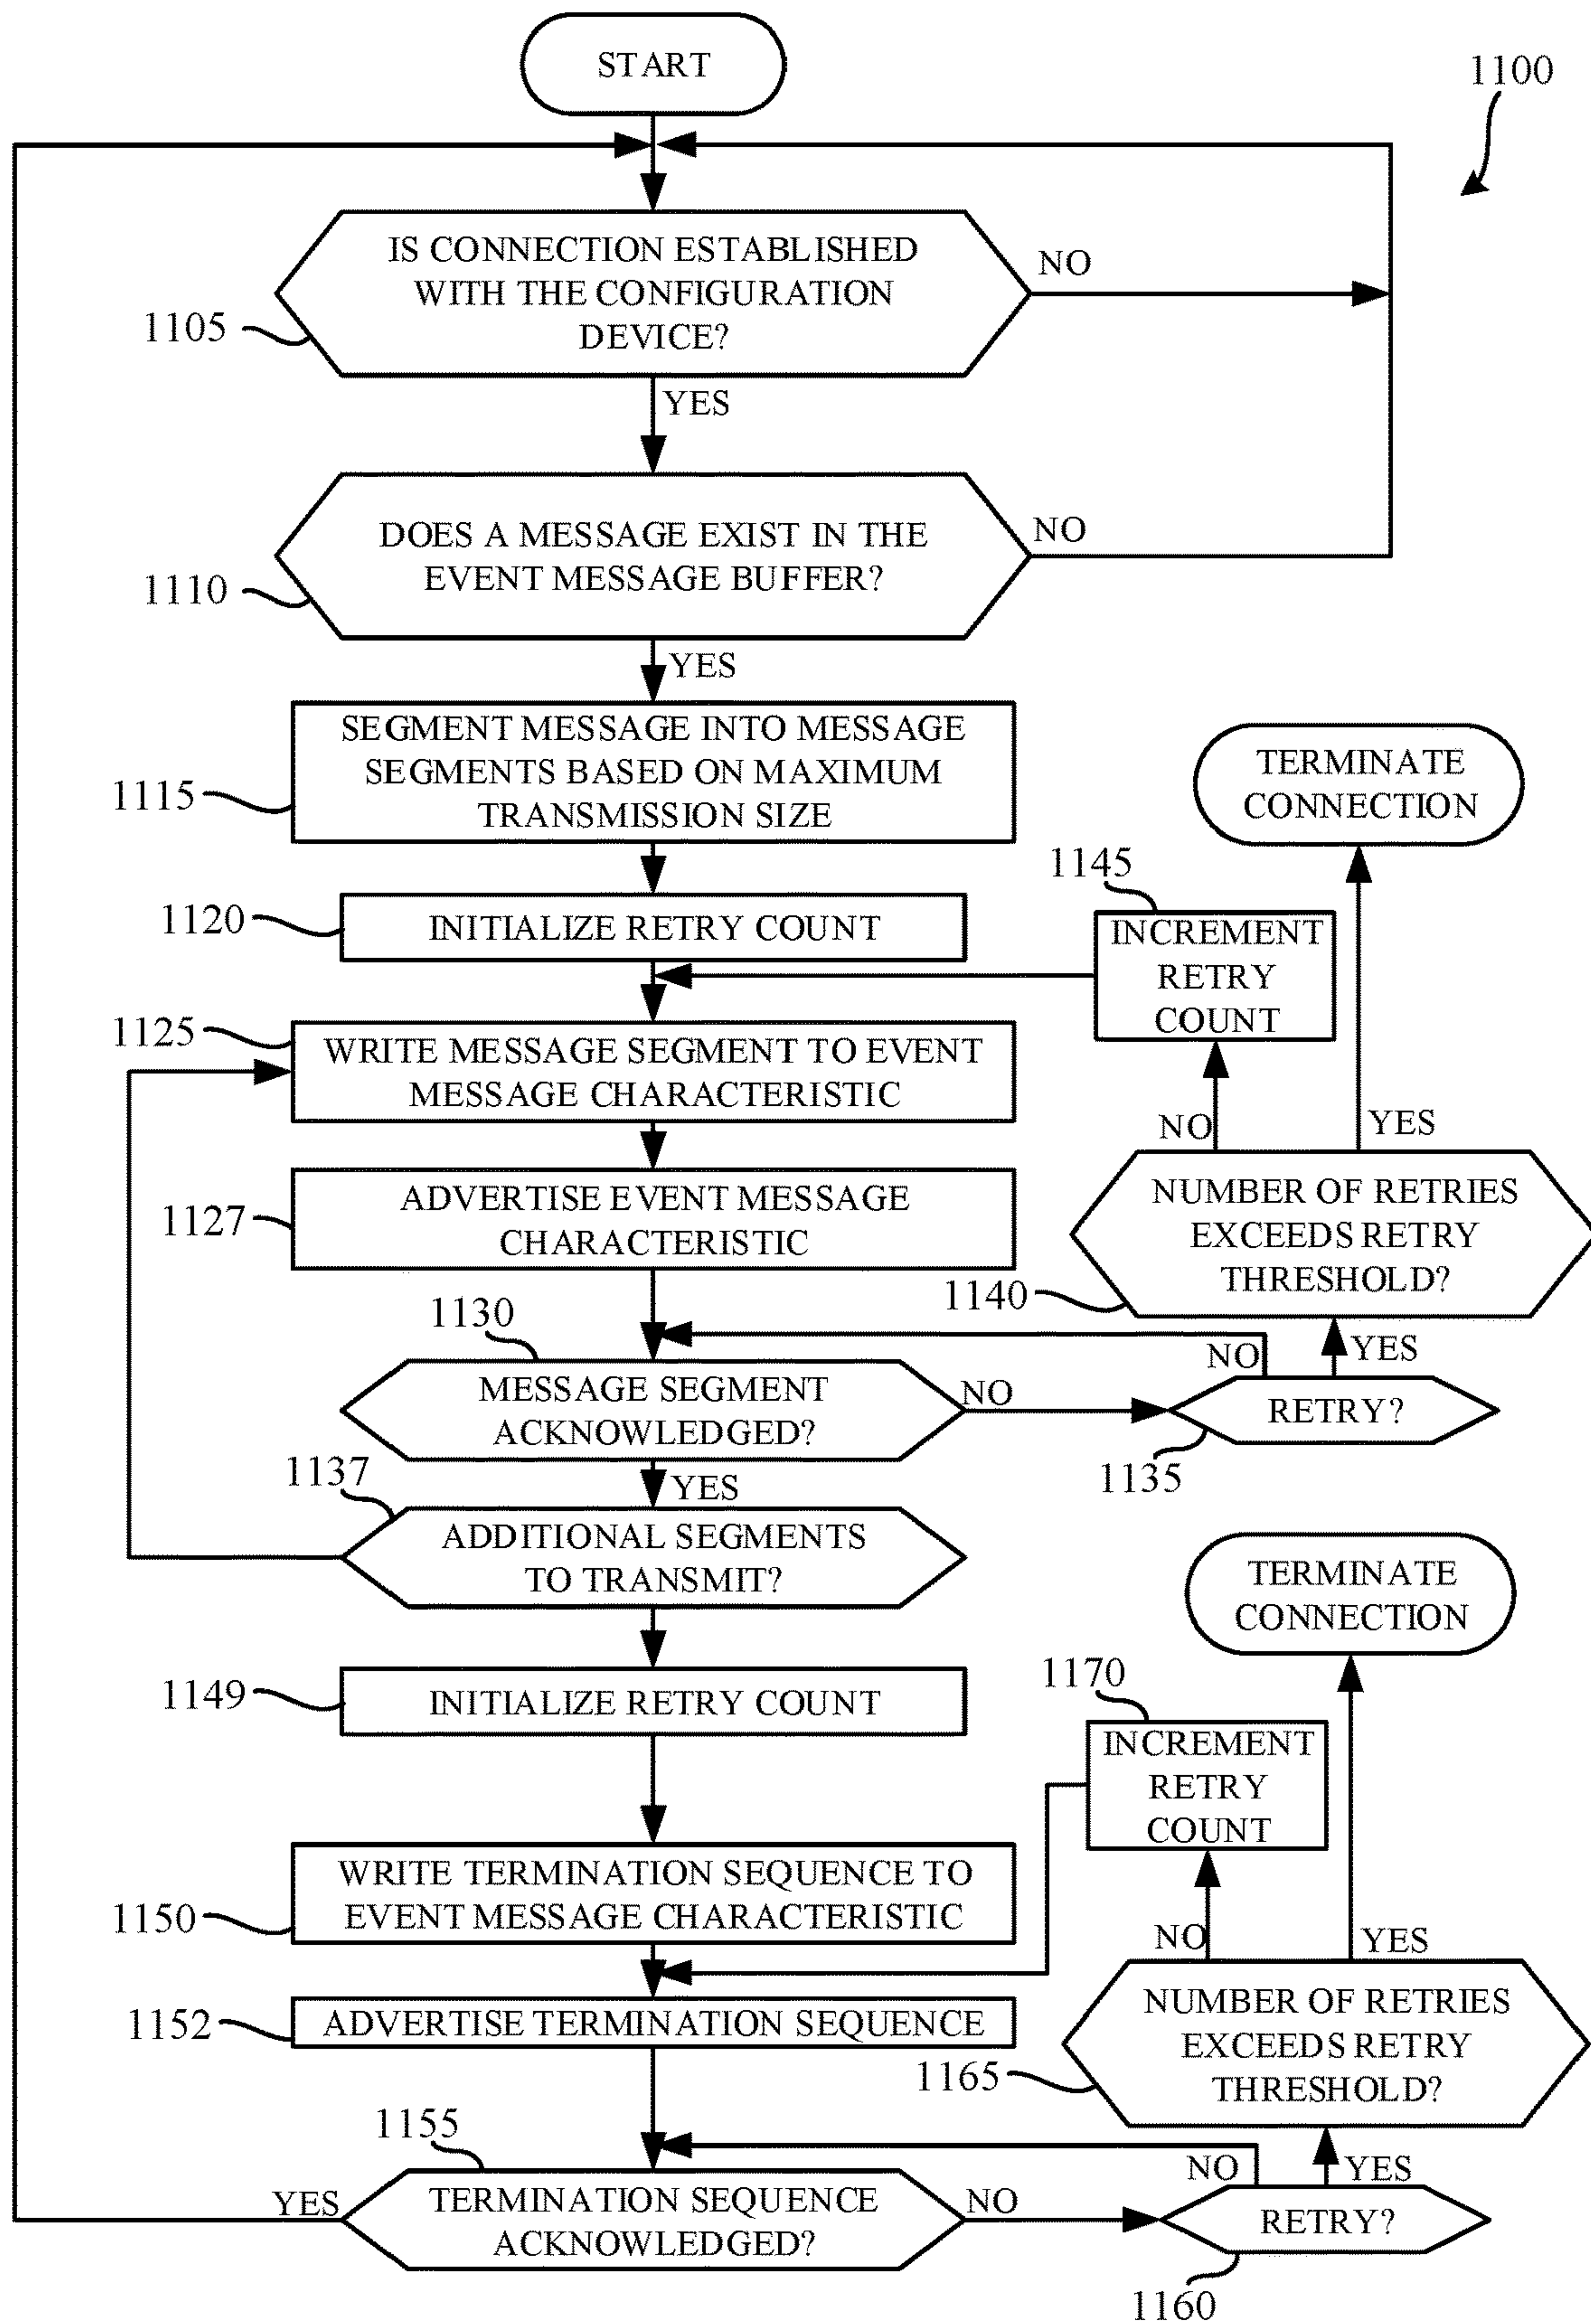 START
1100
IS CONNECTION ESTABLISHED
WITH THE CONFIGURATION
DEVICE?
NO
1105
YES
DOES A MESSAGE EXIST IN THE
EVENT MESSAGE BUFFER?
NO
1110
YES
SEGMENT MESSAGE INTO MESSAGE
SEGMENTS BASED ON MAXIMUM
TRANSMISSION SIZE
1115
TERMINATE
CONNECTION
1145
INITIALIZE RETRY COUNT
1120
INCREMENT
RETRY
COUNT
1125
WRITE MESSAGE SEGMENT TO EVENT
MESSAGE CHARACTERISTIC
NO
YES
ADVERTISE EVENT MESSAGE
CHARACTERISTIC
1127
NUMBER OF RETRIES
EXCEEDS RETRY
THRESHOLD?
1140
1130
NO
YES
MESSAGE SEGMENT
ACKNOWLEDGED?
NO
RETRY?
1135
1137
YES
ADDITIONAL SEGMENTS
TO TRANSMIT?
TERMINATE
CONNECTION
1149
INITIALIZE RETRY COUNT
1170
INCREMENT
RETRY
COUNT
WRITE TERMINATION SEQUENCE TO
EVENT MESSAGE CHARACTERISTIC
1150
NO
YES
1152
ADVERTISE TERMINATION SEQUENCE
NUMBER OF RETRIES
EXCEEDS RETRY
THRESHOLD?
1165
1155
NO
YES
YES
TERMINATION SEQUENCE
ACKNOWLEDGED?
NO
RETRY?
1160